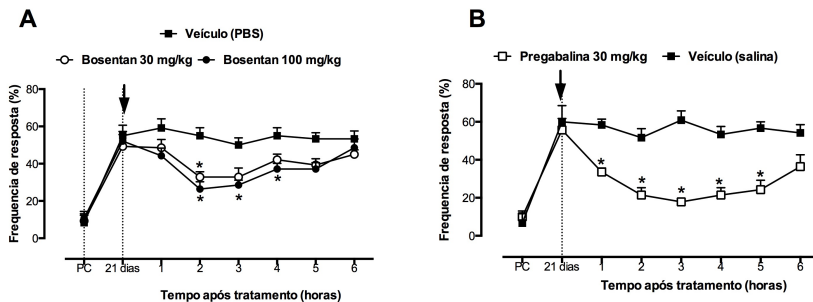 A
Veículo (PBS)
Bosentan 30 mg/kg
Bosentan 100 mg/kg
Frequencia de resposta (%)
80
60
40
20
0
*
*
*
*
PC
21 dias
1
2
3
4
5
6
Tempo após tratamento (horas)
B
Pregabalina 30 mg/kg
Veículo (salina)
Frequencia de resposta (%)
80
60
40
20
0
*
*
*
*
*
PC
21 dias
1
2
3
4
5
6
Tempo após tratamento (horas)